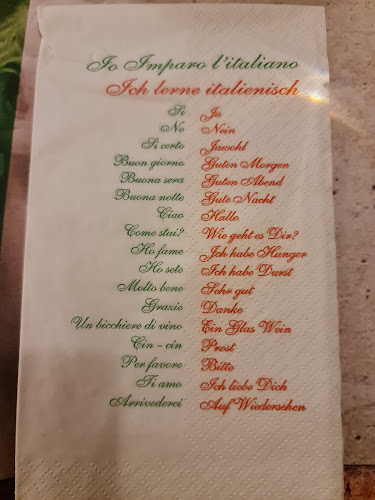 Io Imparo l'italiano
Ich lerne italienisch
Si Ja
No Nein
Si certo Jawohl
Buon giorno Guten Morgen
Buona sera Guten Abend
Buona notte Gute Nacht
Ciao Hallo
Come stai? Wie geht es Dir?
Ho fame Ich habe Hunger
Ho sete Ich habe Durst
Molto bene Sehr gut
Grazie Danke
Un bicchiere di vino Ein Glas Wein
Cin - cin Prost
Per favore Bitte
Ti amo Ich liebe Dich
Arrivederci Auf Wiedersehen